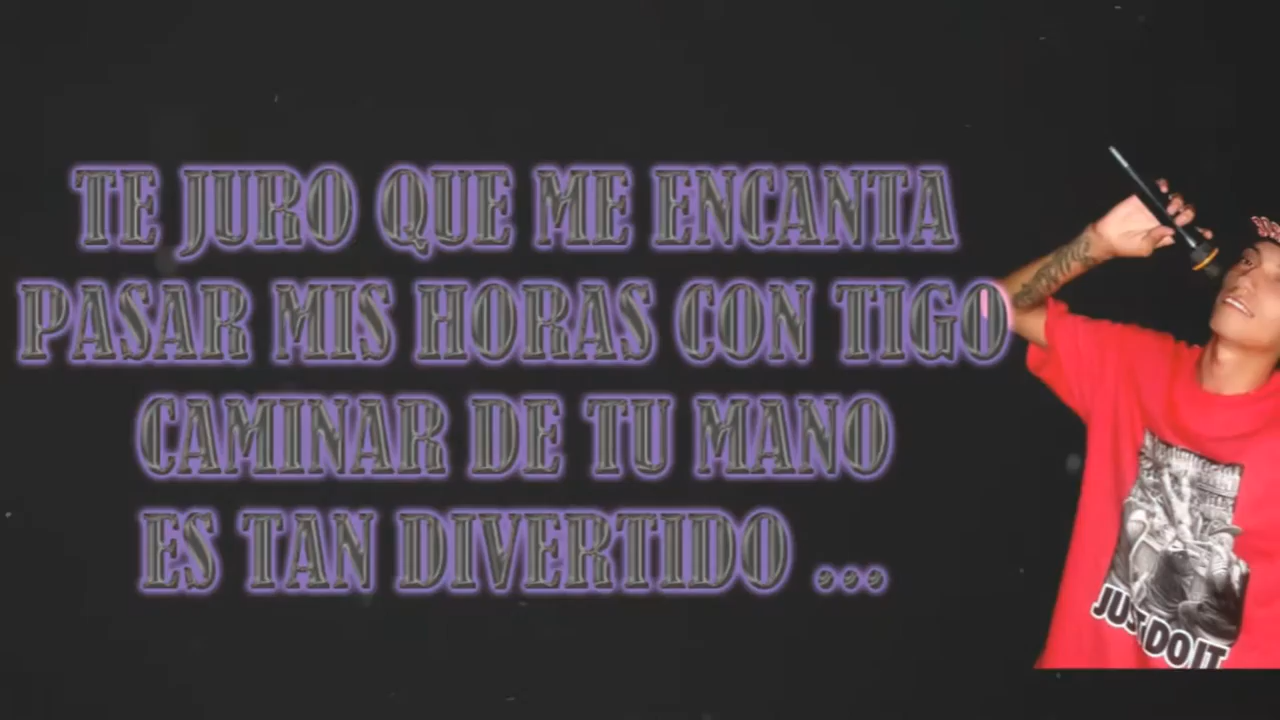 TE JURO QUE ME ENCANTA
PASAR MIS HORAS CON TIGO
CAMINAR DE TU MANO
ES TAN DIVERTIDO ...
JUST DO IT